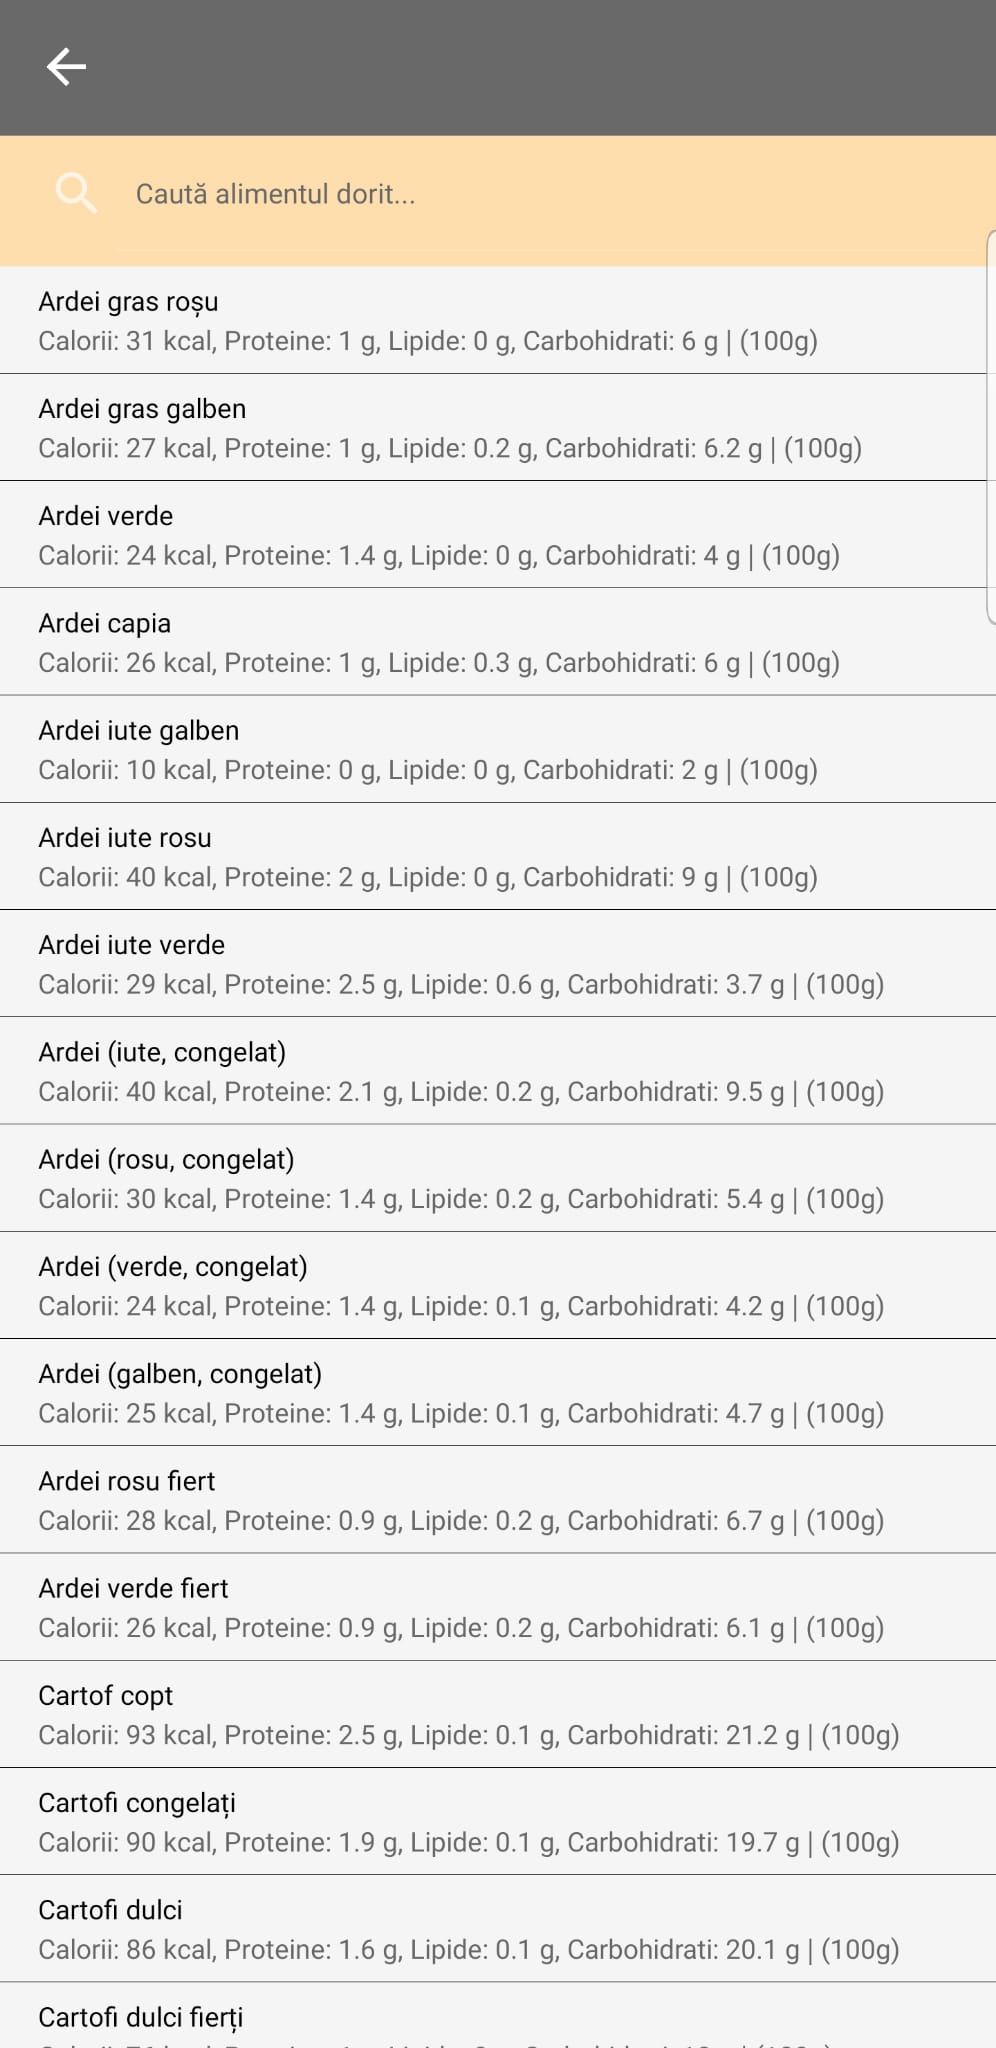 Caută alimentul dorit...
Ardei gras roșu
Calorii: 31 kcal, Proteine: 1 g, Lipide: 0 g, Carbohidrati: 6 g | (100g)
Ardei gras galben
Calorii: 27 kcal, Proteine: 1 g, Lipide: 0.2 g, Carbohidrati: 6.2 g | (100g)
Ardei verde
Calorii: 24 kcal, Proteine: 1.4 g, Lipide: 0 g, Carbohidrati: 4 g | (100g)
Ardei capia
Calorii: 26 kcal, Proteine: 1 g, Lipide: 0.3 g, Carbohidrati: 6 g | (100g)
Ardei iute galben
Calorii: 10 kcal, Proteine: 0 g, Lipide: 0 g, Carbohidrati: 2 g | (100g)
Ardei iute rosu
Calorii: 40 kcal, Proteine: 2 g, Lipide: 0 g, Carbohidrati: 9 g | (100g)
Ardei iute verde
Calorii: 29 kcal, Proteine: 2.5 g, Lipide: 0.6 g, Carbohidrati: 3.7 g | (100g)
Ardei (iute, congelat)
Calorii: 40 kcal, Proteine: 2.1 g, Lipide: 0.2 g, Carbohidrati: 9.5 g | (100g)
Ardei (rosu, congelat)
Calorii: 30 kcal, Proteine: 1.4 g, Lipide: 0.2 g, Carbohidrati: 5.4 g | (100g)
Ardei (verde, congelat)
Calorii: 24 kcal, Proteine: 1.4 g, Lipide: 0.1 g, Carbohidrati: 4.2 g | (100g)
Ardei (galben, congelat)
Calorii: 25 kcal, Proteine: 1.4 g, Lipide: 0.1 g, Carbohidrati: 4.7 g | (100g)
Ardei rosu fiert
Calorii: 28 kcal, Proteine: 0.9 g, Lipide: 0.2 g, Carbohidrati: 6.7 g | (100g)
Ardei verde fiert
Calorii: 26 kcal, Proteine: 0.9 g, Lipide: 0.2 g, Carbohidrati: 6.1 g | (100g)
Cartof copt
Calorii: 93 kcal, Proteine: 2.5 g, Lipide: 0.1 g, Carbohidrati: 21.2 g | (100g)
Cartofi congelați
Calorii: 90 kcal, Proteine: 1.9 g, Lipide: 0.1 g, Carbohidrati: 19.7 g | (100g)
Cartofi dulci
Calorii: 86 kcal, Proteine: 1.6 g, Lipide: 0.1 g, Carbohidrati: 20.1 g | (100g)
Cartofi dulci fierți